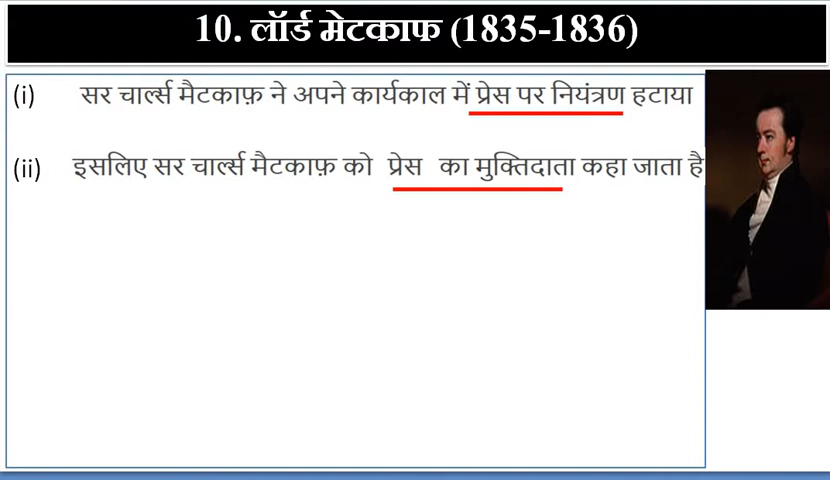 10. लॉर्ड मेटकाफ (1835-1836)
(i) सर चार्ल्स मैटकाफ़ ने अपने कार्यकाल में प्रेस पर नियंत्रण हटाया
(ii) इसलिए सर चार्ल्स मैटकाफ़ को प्रेस का मुक्तिदाता कहा जाता है